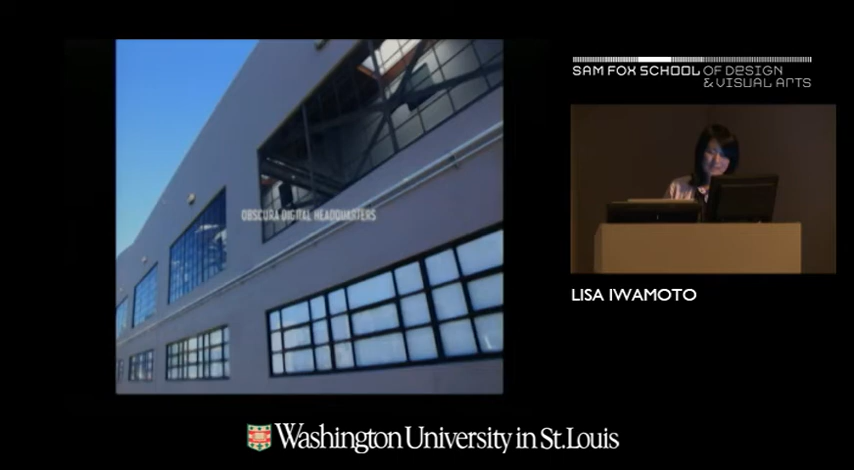 OBSCURA DIGITAL HEADQUARTERS
SAM FOX SCHOOL OF DESIGN
& VISUAL ARTS
LISA IWAMOTO
Washington University in St. Louis